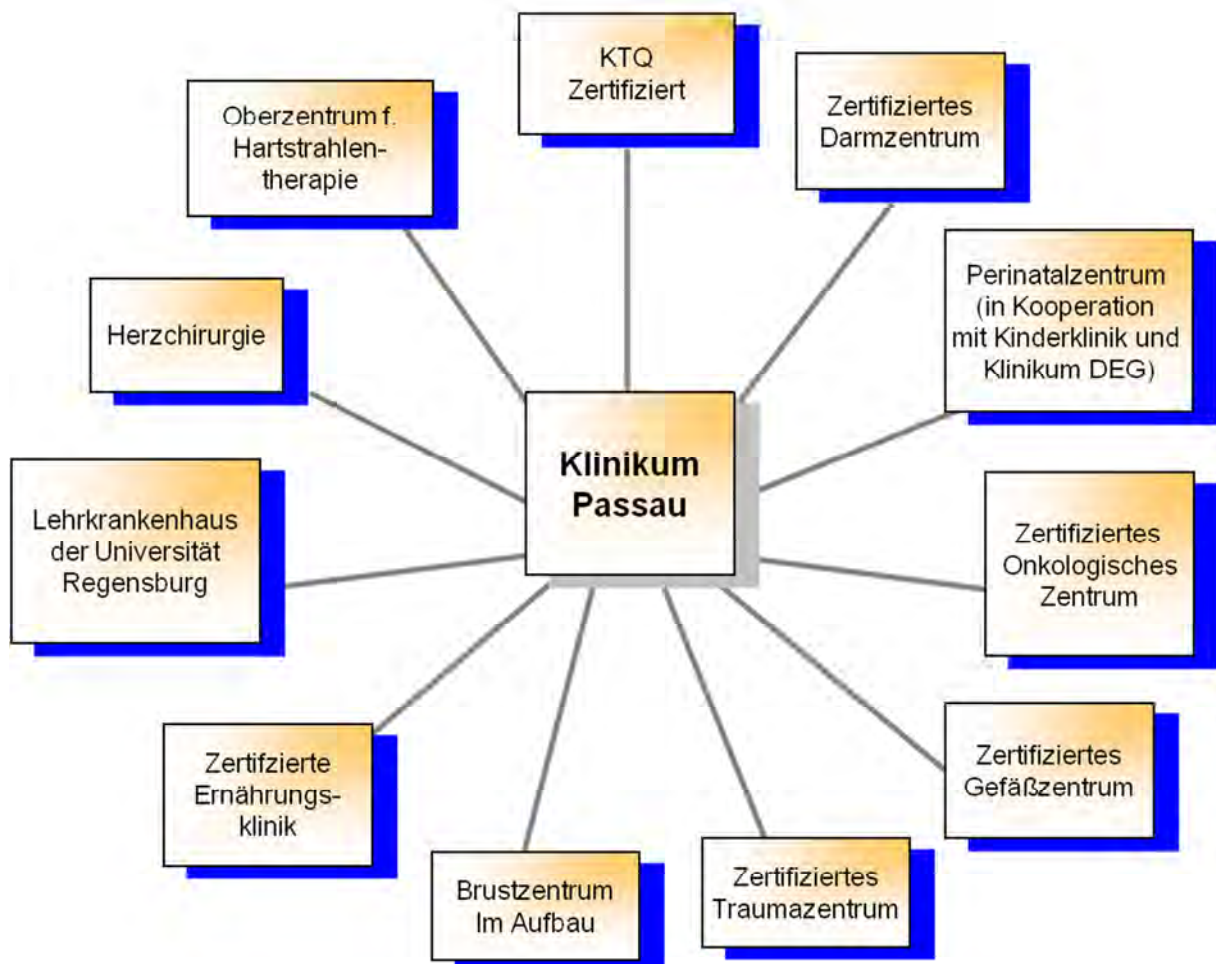 KTQ
Zertifiziert
Zertifiziertes
Darmzentrum
Perinatalzentrum
(in Kooperation
mit Kinderklinik und
Klinikum DEG)
Zertifiziertes
Onkologisches
Zentrum
Zertifiziertes
Gefäßzentrum
Zertifiziertes
Traumazentrum
Brustzentrum
Im Aufbau
Zertifzierte
Ernährungs-
klinik
Lehrkrankenhaus
der Universität
Regensburg
Herzchirurgie
Oberzentrum f.
Hartstrahlen-
therapie
Klinikum
Passau